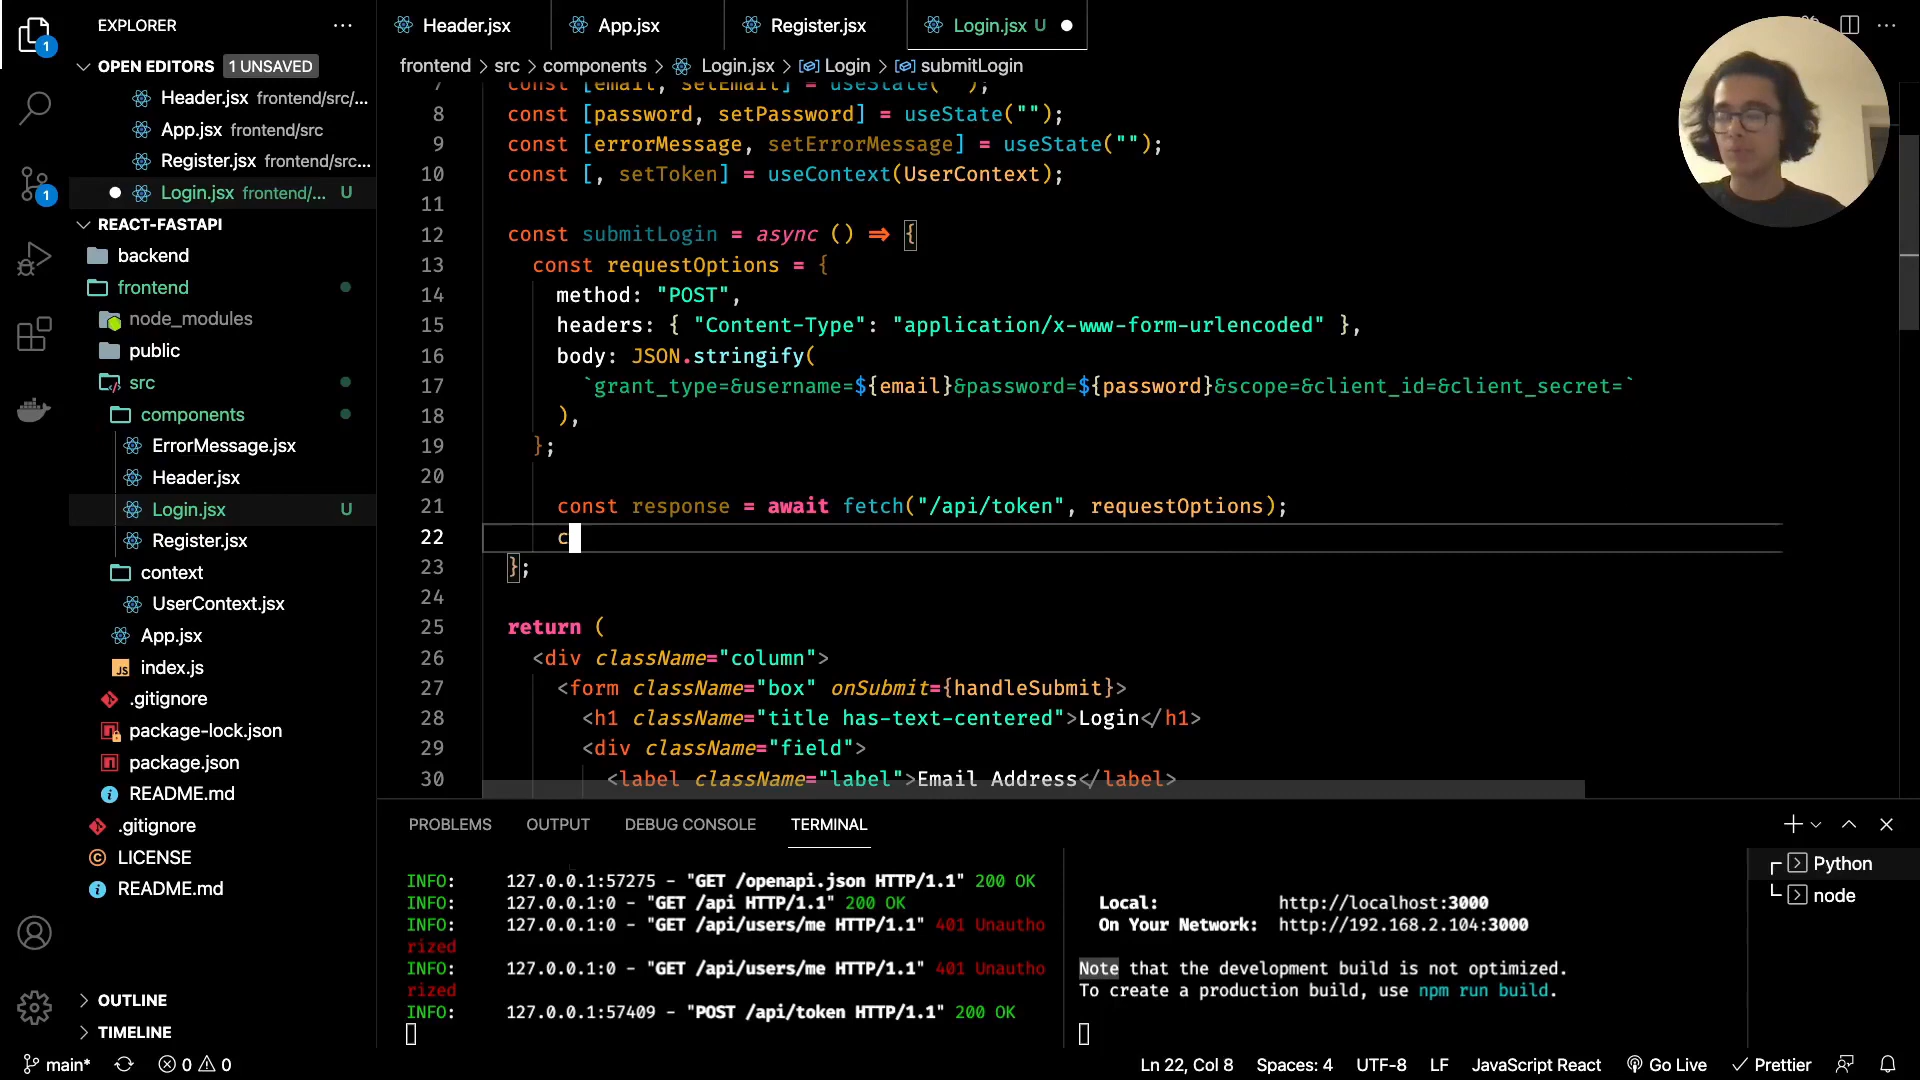 EXPLORER
OPEN EDITORS 1 UNSAVED
Header.jsx frontend/src/...
App.jsx frontend/src
Register.jsx frontend/src...
Login.jsx frontend/... U
REACT-FASTAPI
backend
frontend
node_modules
public
src
components
ErrorMessage.jsx
Header.jsx
Login.jsx U
Register.jsx
context
UserContext.jsx
App.jsx
JS index.js
.gitignore
package-lock.json
package.json
README.md
.gitignore
LICENSE
README.md
OUTLINE
TIMELINE
1
1
Header.jsx
App.jsx
Register.jsx
Login.jsx U
frontend > src > components > Login.jsx > Login > submitLogin
7 const [email, setEmail] = useState("");
8 const [password, setPassword] = useState("");
9 const [errorMessage, setErrorMessage] = useState("");
10 const [, setToken] = useContext(UserContext);
11
12 const submitLogin = async () => {
13 const requestOptions = {
14 method: "POST",
15 headers: { "Content-Type": "application/x-www-form-urlencoded" },
16 body: JSON.stringify(
17 `grant_type=&username=${email}&password=${password}&scope=&client_id=&client_secret=`
18 ),
19 };
20
21 const response = await fetch("/api/token", requestOptions);
22 c
23 };
24
25 return (
26 <div className="column">
27 <form className="box" onSubmit={handleSubmit}>
28 <h1 className="title has-text-centered">Login</h1>
29 <div className="field">
30 <label className="label">Email Address</label>
PROBLEMS OUTPUT DEBUG CONSOLE TERMINAL
INFO: 127.0.0.1:57275 - "GET /openapi.json HTTP/1.1" 200 OK
INFO: 127.0.0.1:0 - "GET /api HTTP/1.1" 200 OK
INFO: 127.0.0.1:0 - "GET /api/users/me HTTP/1.1" 401 Unautho
rized
INFO: 127.0.0.1:0 - "GET /api/users/me HTTP/1.1" 401 Unautho
rized
INFO: 127.0.0.1:57409 - "POST /api/token HTTP/1.1" 200 OK
Local: http://localhost:3000
On Your Network: http://192.168.2.104:3000
Note that the development build is not optimized.
To create a production build, use npm run build.
Python
node
main* 0 0
Ln 22, Col 8 Spaces: 4 UTF-8 LF JavaScript React Go Live Prettier